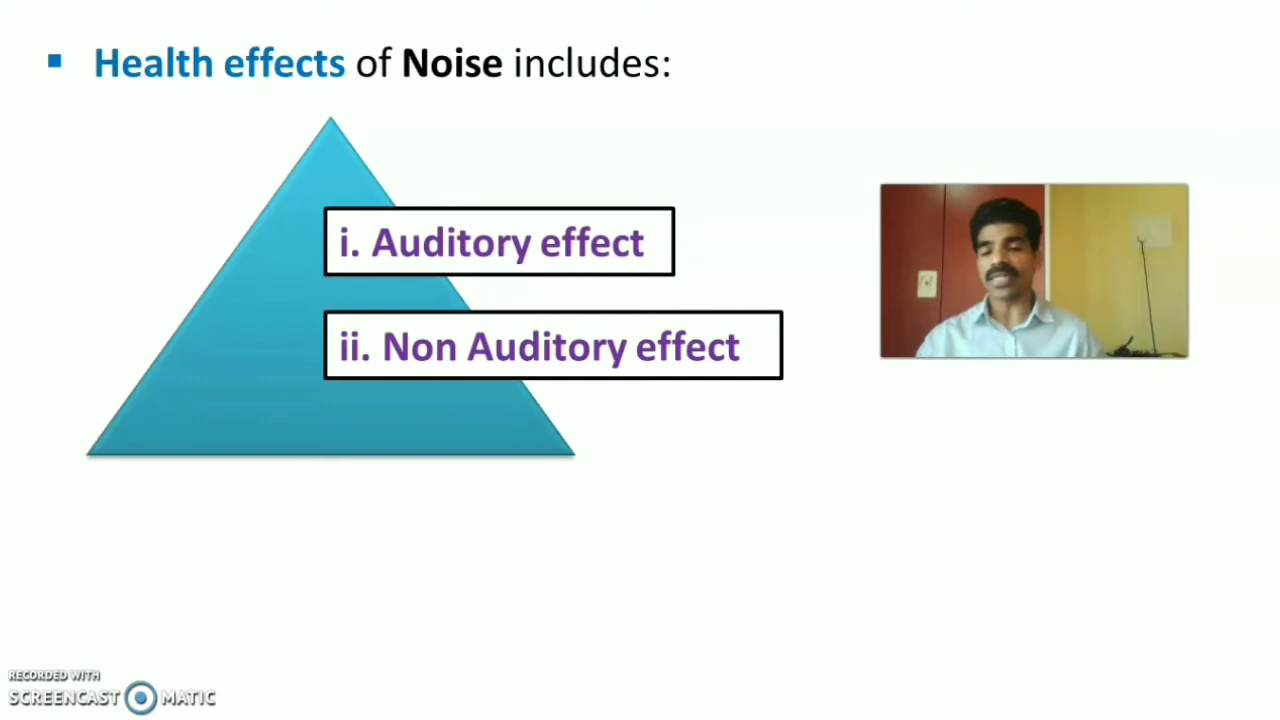 Health effects of Noise includes:
i. Auditory effect
ii. Non Auditory effect
RECORDED WITH
SCREENCAST MATIC